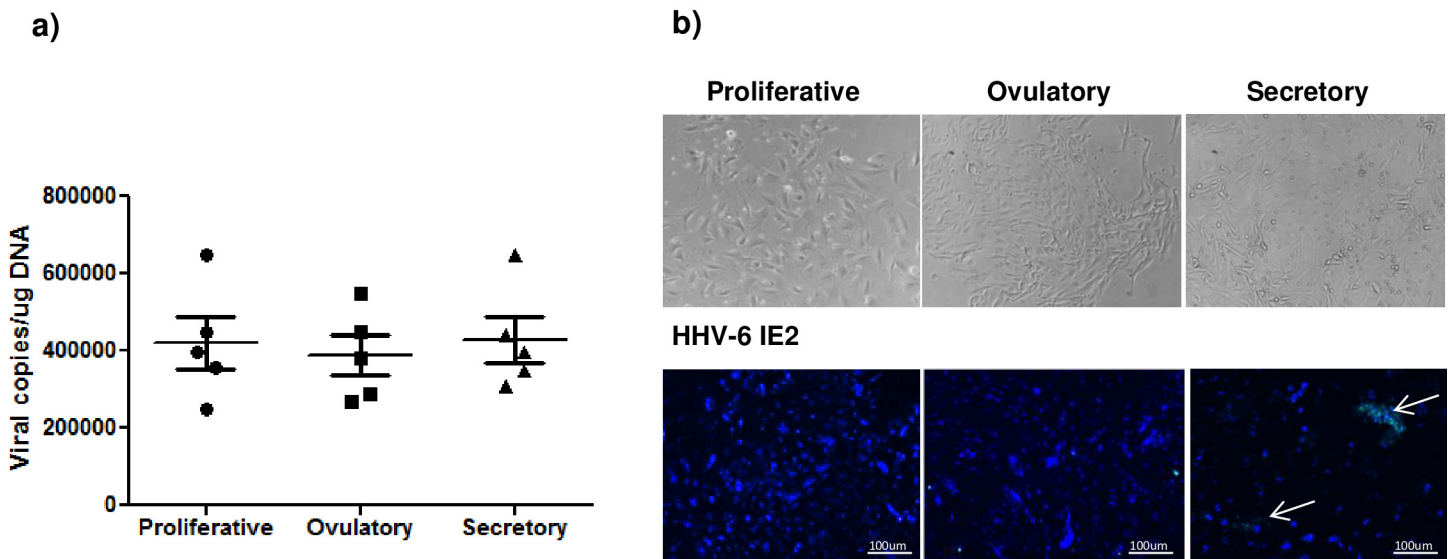 a)
Viral copies/ug DNA
800000
600000
400000
200000
0
Proliferative Ovulatory Secretory
b)
Proliferative Ovulatory Secretory
HHV-6 IE2
100um 100um 100um